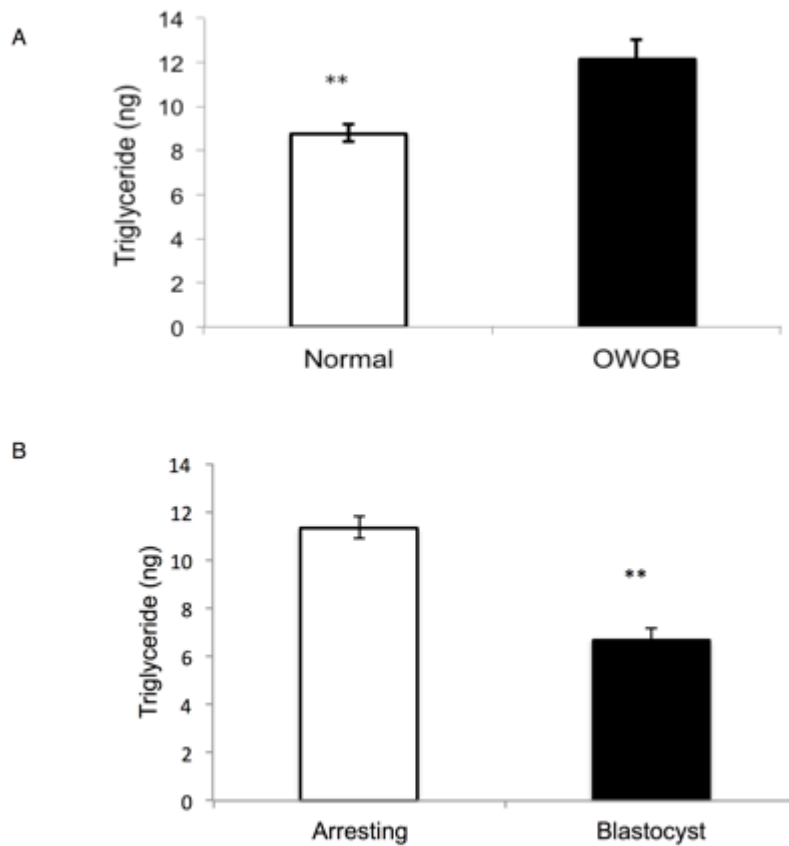 A
Triglyceride (ng)
14
12
10
8
6
4
2
0
**
Normal
OWOB
B
Triglyceride (ng)
14
12
10
8
6
4
2
0
**
Arresting
Blastocyst